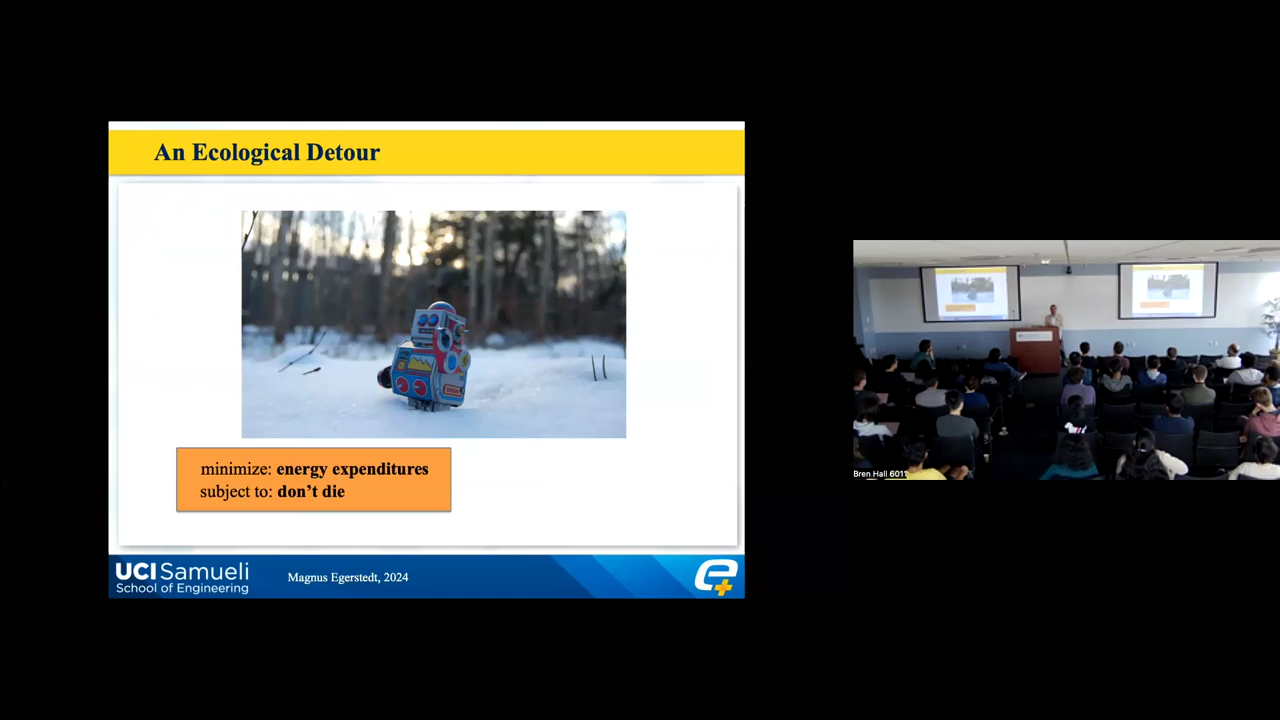 An Ecological Detour
minimize: energy expenditures
subject to: don't die
UCI Samueli
School of Engineering
Magnus Egerstedt, 2024
e+
Bren Hall 6011